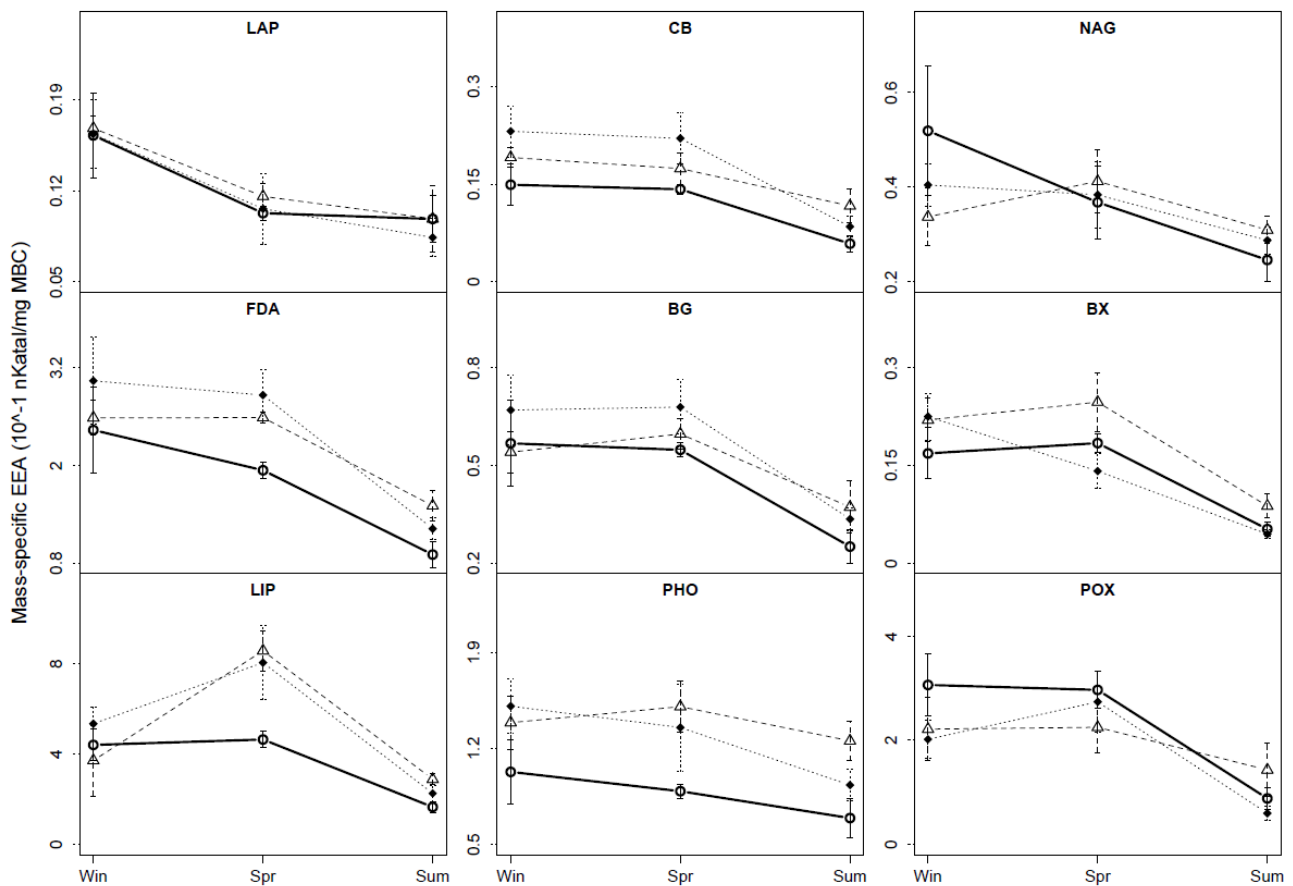 LAP
CB
NAG
0.19
0.12
0.05
0.3
0.15
0
0.6
0.4
0.2
Mass-specific EEA (10^-1 nKatal/mg MBC)
FDA
BG
BX
3.2
2
0.8
0.8
0.5
0.2
0.3
0.15
0
LIP
PHO
POX
8
4
0
1.9
1.2
0.5
4
2
0
Win Spr Sum
Win Spr Sum
Win Spr Sum